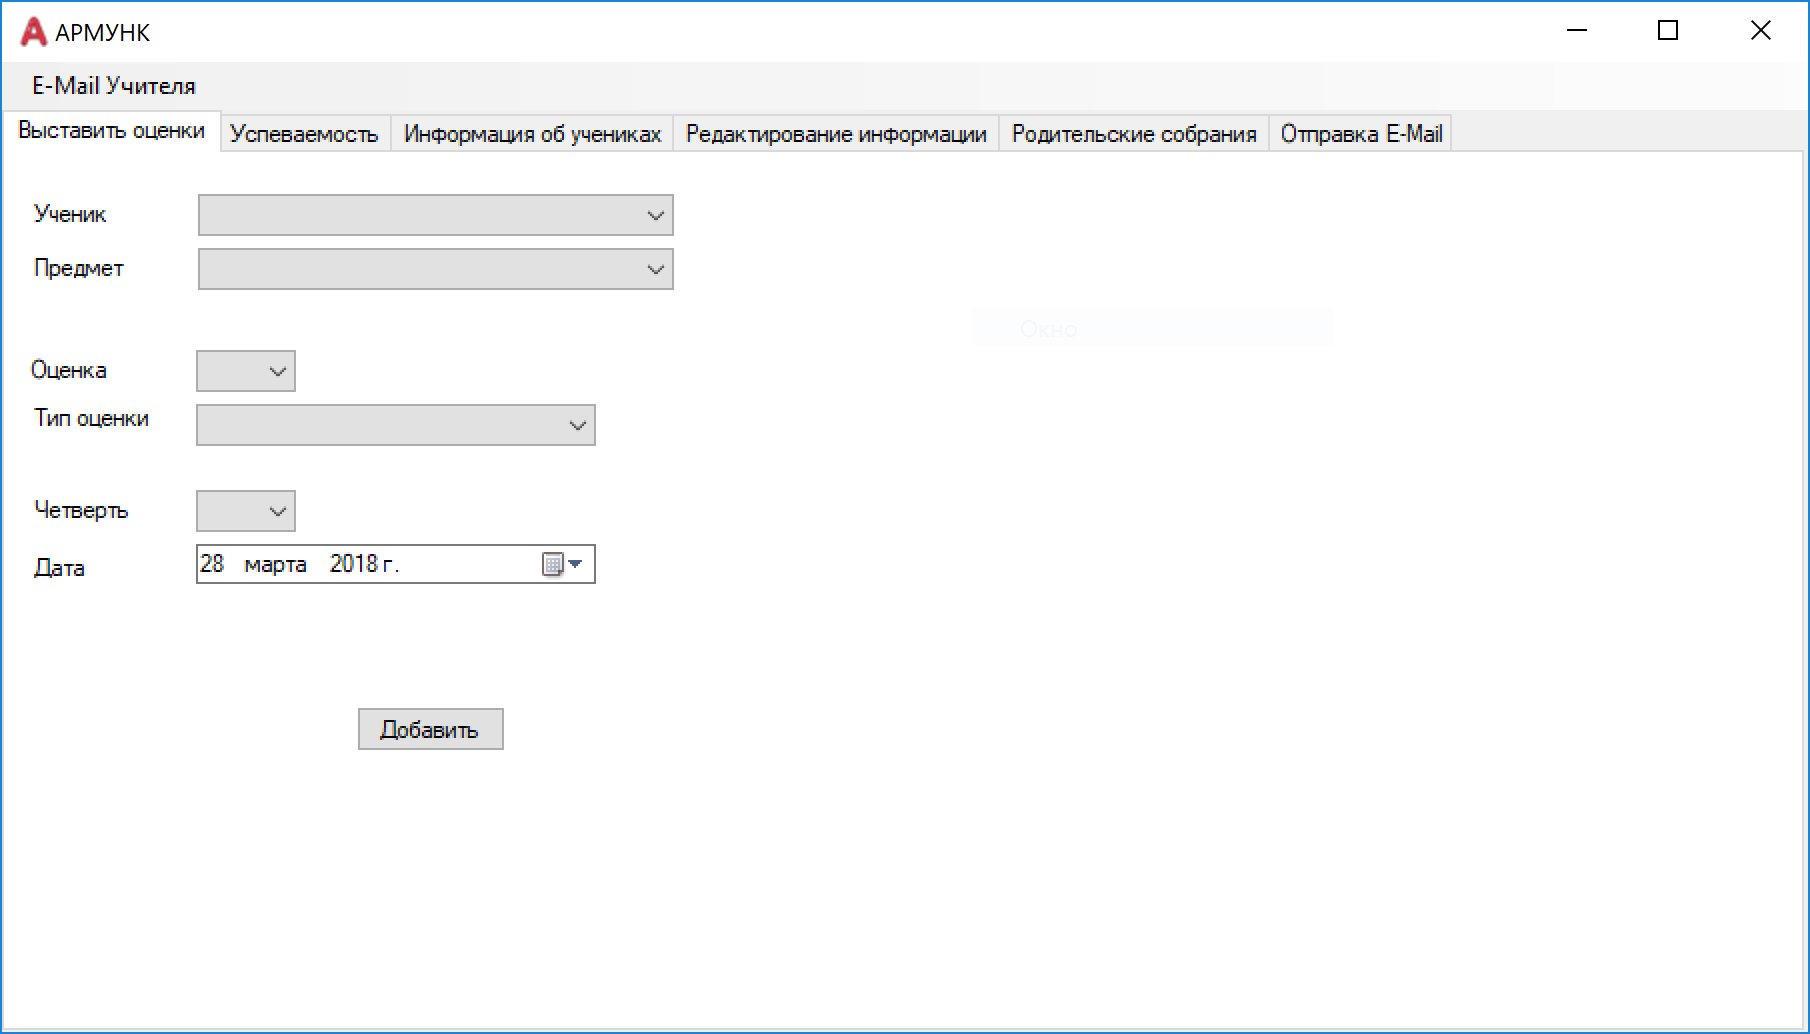 АРМУНК
E-Mail Учителя
Выставить оценки Успеваемость Информация об учениках Редактирование информации Родительские собрания Отправка E-Mail
Ученик
Предмет
Окно
Оценка
Тип оценки
Четверть
Дата 28 марта 2018 г.
Добавить